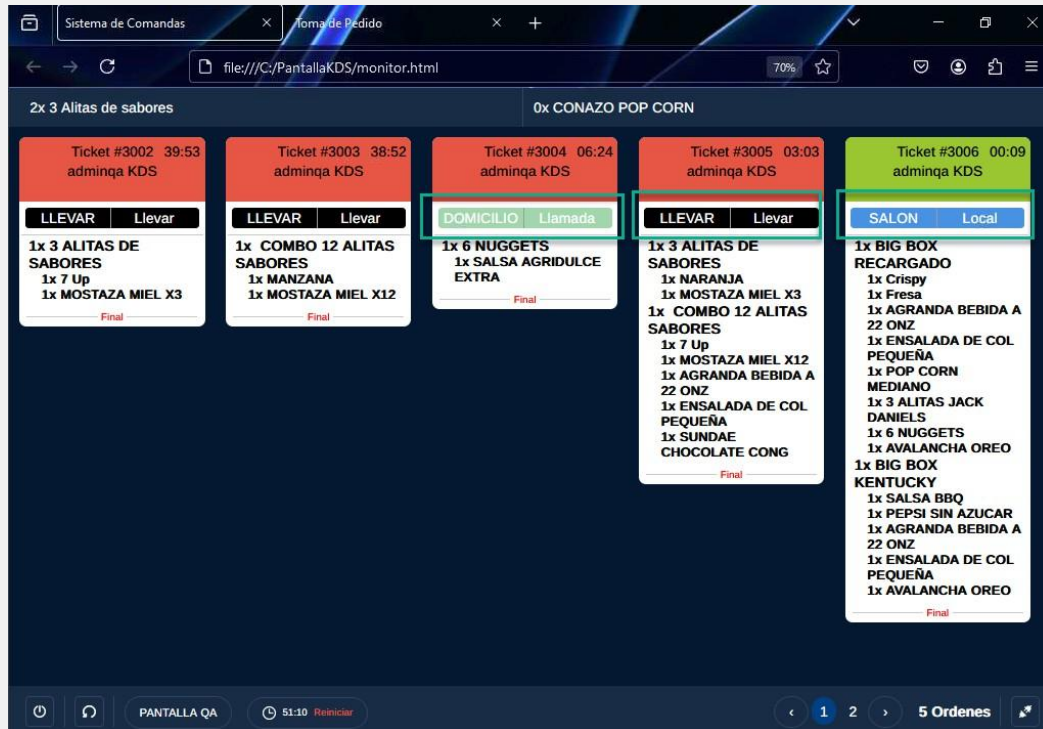 Sistema de Comandas
Toma de Pedido
file:///C:/PantallaKDS/monitor.html
70%
2x 3 Alitas de sabores
0x CONAZO POP CORN
Ticket #3002 39:53
adminqa KDS
LLEVAR Llevar
1x 3 ALITAS DE
SABORES
1x 7 Up
1x MOSTAZA MIEL X3
Final
Ticket #3003 38:52
adminqa KDS
LLEVAR Llevar
1x COMBO 12 ALITAS
SABORES
1x MANZANA
1x MOSTAZA MIEL X12
Final
Ticket #3004 06:24
adminqa KDS
DOMICILIO Llamada
1x 6 NUGGETS
1x SALSA AGRIDULCE
EXTRA
Final
Ticket #3005 03:03
adminqa KDS
LLEVAR Llevar
1x 3 ALITAS DE
SABORES
1x NARANJA
1x MOSTAZA MIEL X3
1x COMBO 12 ALITAS
SABORES
1x 7 Up
1x MOSTAZA MIEL X12
1x AGRANDA BEBIDA A
22 ONZ
1x ENSALADA DE COL
PEQUEÑA
1x SUNDAE
CHOCOLATE CONG
Final
Ticket #3006 00:09
adminqa KDS
SALON Local
1x BIG BOX
RECARGADO
1x Crispy
1x Fresa
1x AGRANDA BEBIDA A
22 ONZ
1x ENSALADA DE COL
PEQUEÑA
1x POP CORN
MEDIANO
1x 3 ALITAS JACK
DANIELS
1x 6 NUGGETS
1x AVALANCHA OREO
1x BIG BOX
KENTUCKY
1x SALSA BBQ
1x PEPSI SIN AZUCAR
1x AGRANDA BEBIDA A
22 ONZ
1x ENSALADA DE COL
PEQUEÑA
1x AVALANCHA OREO
Final
PANTALLA QA
51:10 Reiniciar
1 2
5 Ordenes